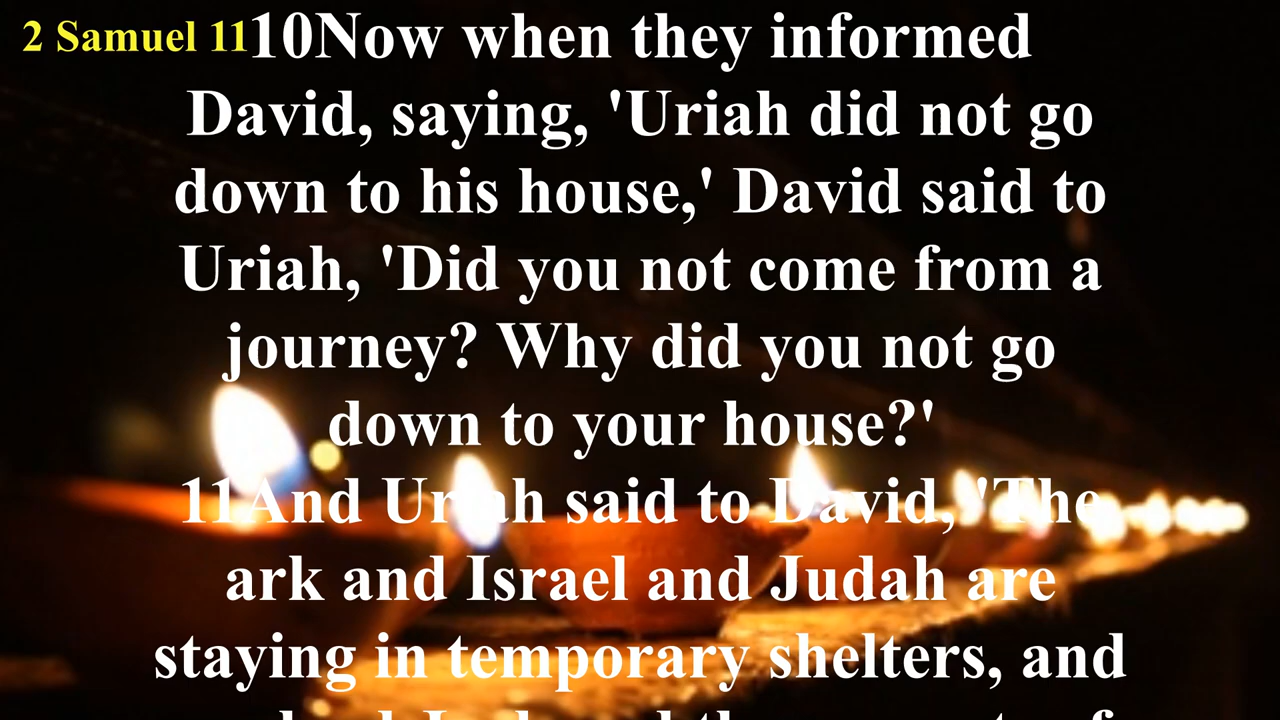 2 Samuel 11
10Now when they informed
David, saying, 'Uriah did not go
down to his house,' David said to
Uriah, 'Did you not come from a
journey? Why did you not go
down to your house?'
11And Uriah said to David, 'The
ark and Israel and Judah are
staying in temporary shelters, and